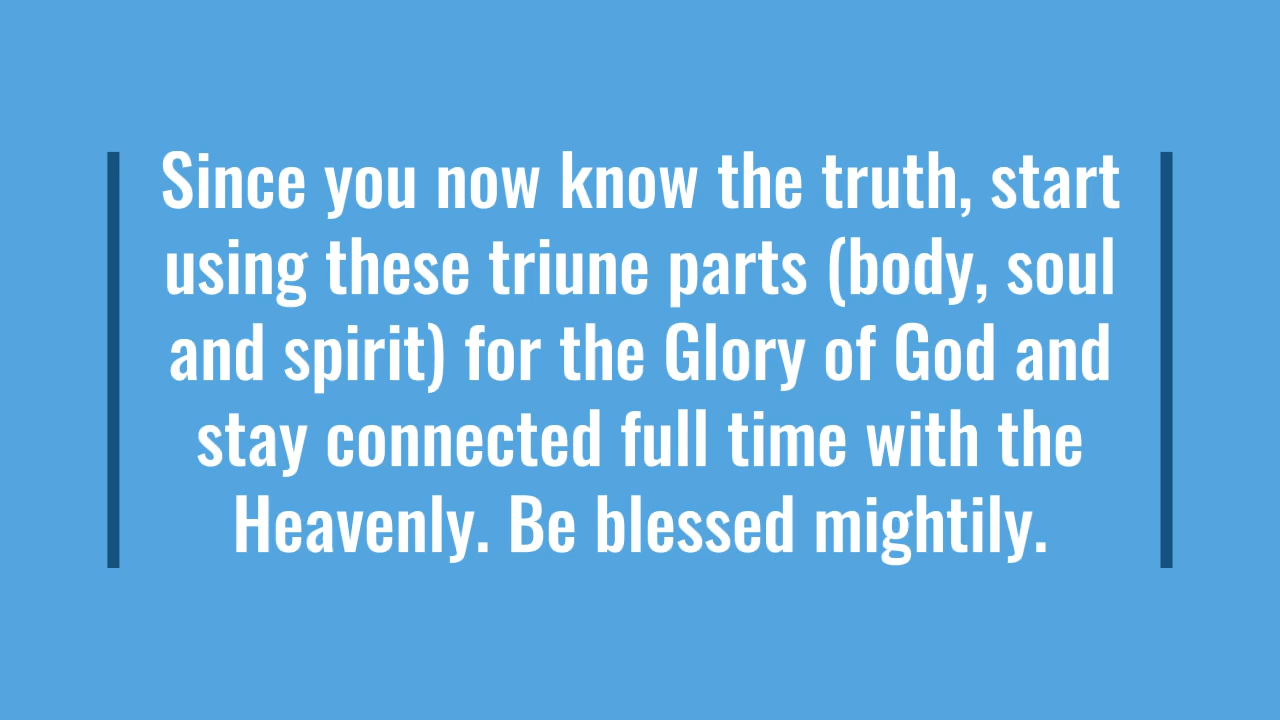 Since you now know the truth, start
using these triune parts (body, soul
and spirit) for the Glory of God and
stay connected full time with the
Heavenly. Be blessed mightily.